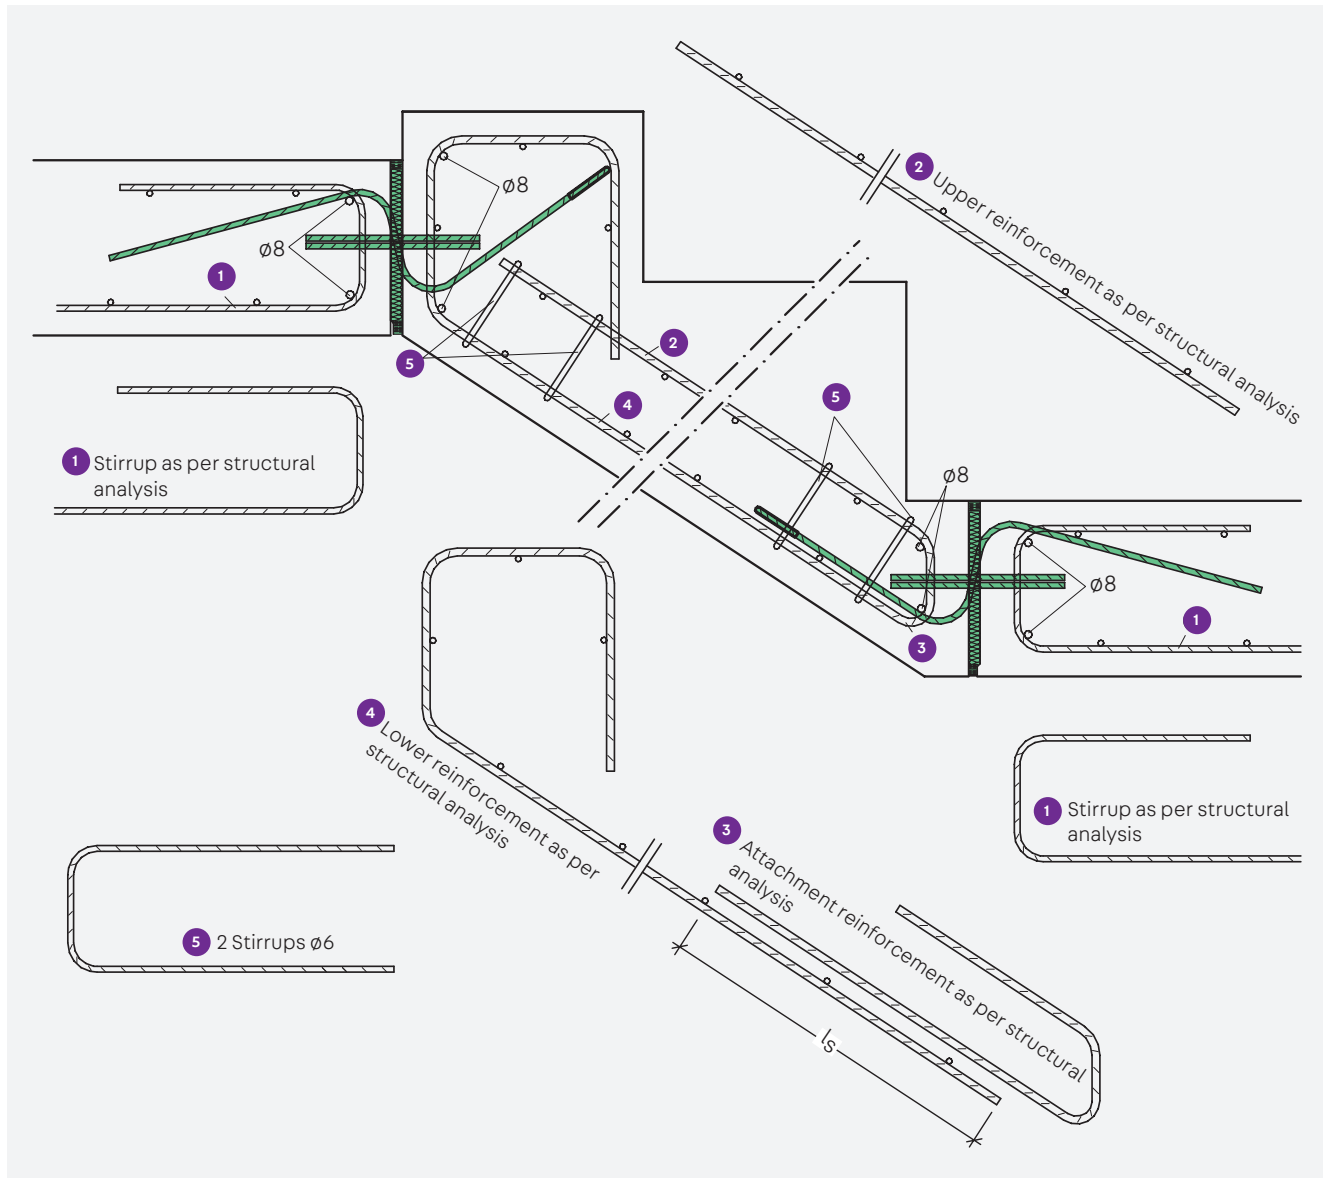 2 Upper reinforcement as per structural analysis
ø8
ø8
1
5
2
4
5
ø8
ø8
1
3
1 Stirrup as per structural
analysis
4 Lower reinforcement as per
structural analysis
1 Stirrup as per structural
analysis
3 Attachment reinforcement as per structural
analysis
5 2 Stirrups ø6
ls